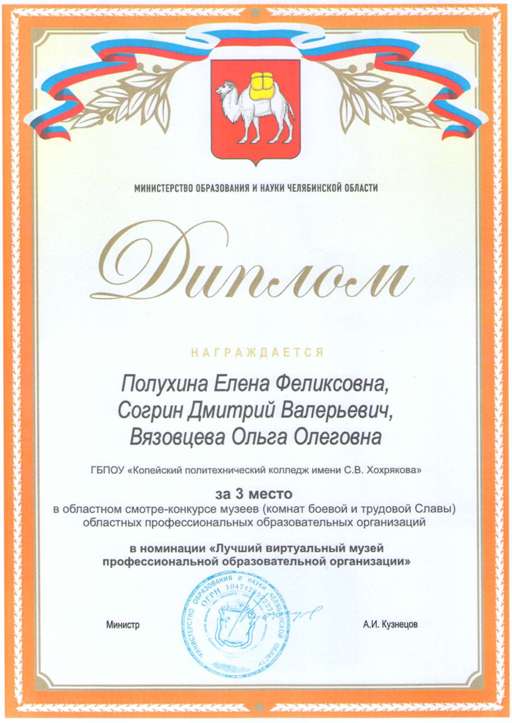 МИНИСТЕРСТВО ОБРАЗОВАНИЯ И НАУКИ ЧЕЛЯБИНСКОЙ ОБЛАСТИ
Диплом
НАГРАЖДАЕТСЯ
Полухина Елена Феликсовна,
Согрин Дмитрий Валерьевич,
Вязовцева Ольга Олеговна
ГБПОУ «Копейский политехнический колледж имени С.В. Хохрякова»
за 3 место
в областном смотре-конкурсе музеев (комнат боевой и трудовой Славы)
областных профессиональных образовательных организаций
в номинации «Лучший виртуальный музей
профессиональной образовательной организации»
Министр
А.И. Кузнецов